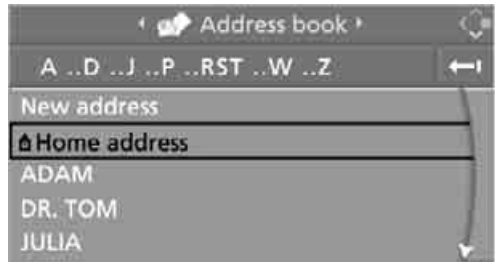 Address book
A ..D ..J ..P ..RST ..W ..Z
New address
Home address
ADAM
DR. TOM
JULIA